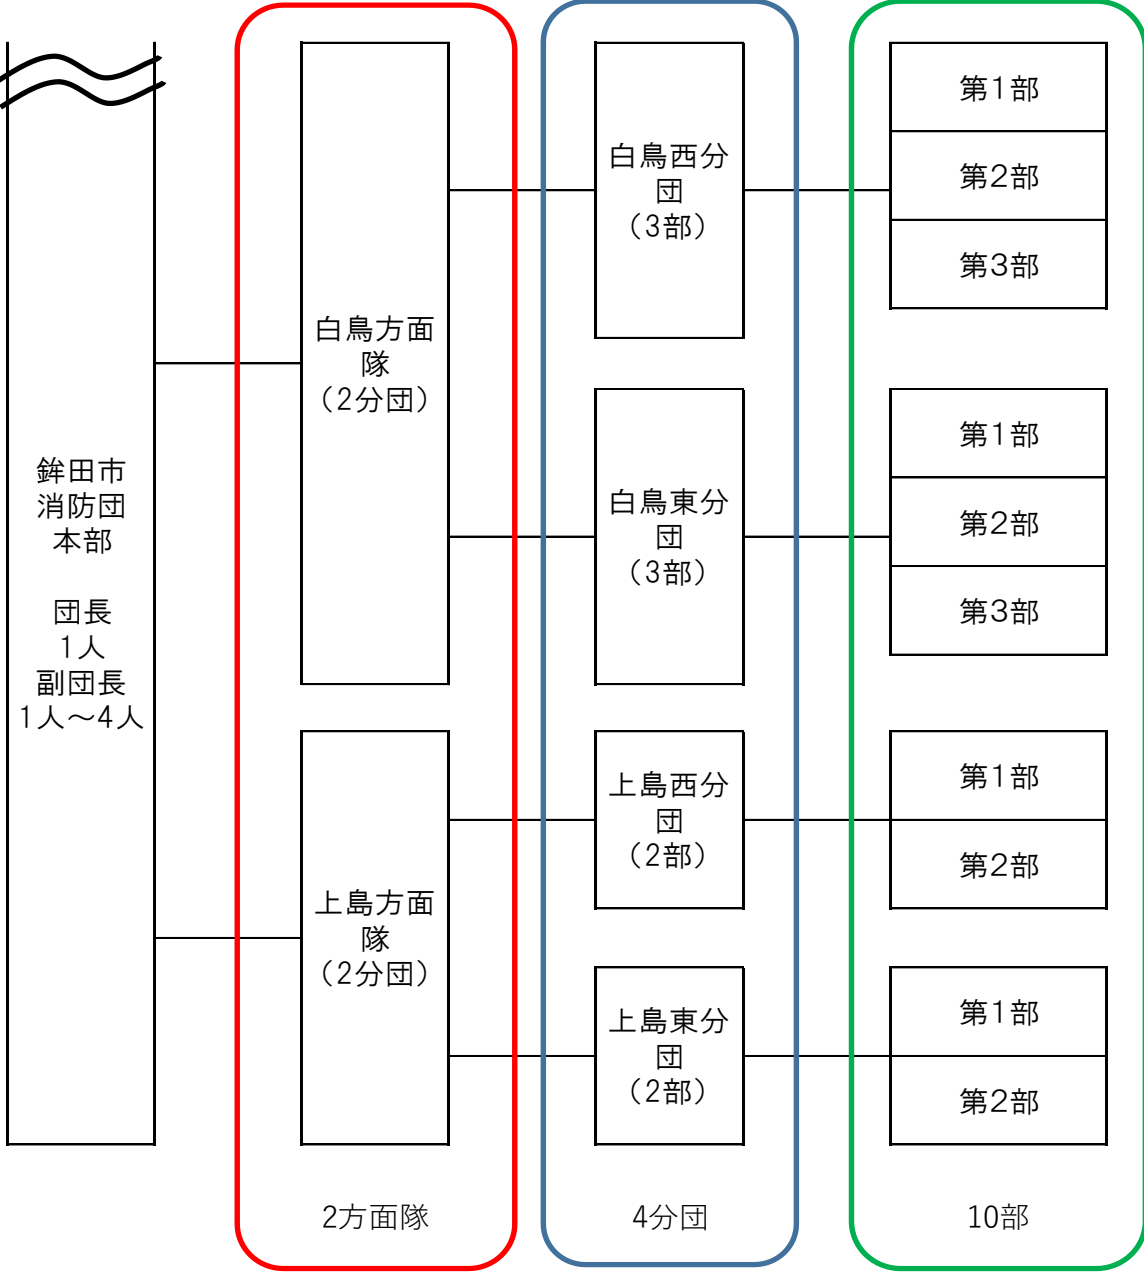 鉾田市
消防団
本部
団長
1人
副団長
1人～4人
白鳥方面
隊
（2分団）
白鳥西分
団
（3部）
第1部
第2部
第3部
白鳥東分
団
（3部）
第1部
第2部
第3部
上島方面
隊
（2分団）
上島西分
団
（2部）
第1部
第2部
上島東分
団
（2部）
第1部
第2部
2方面隊
4分団
10部